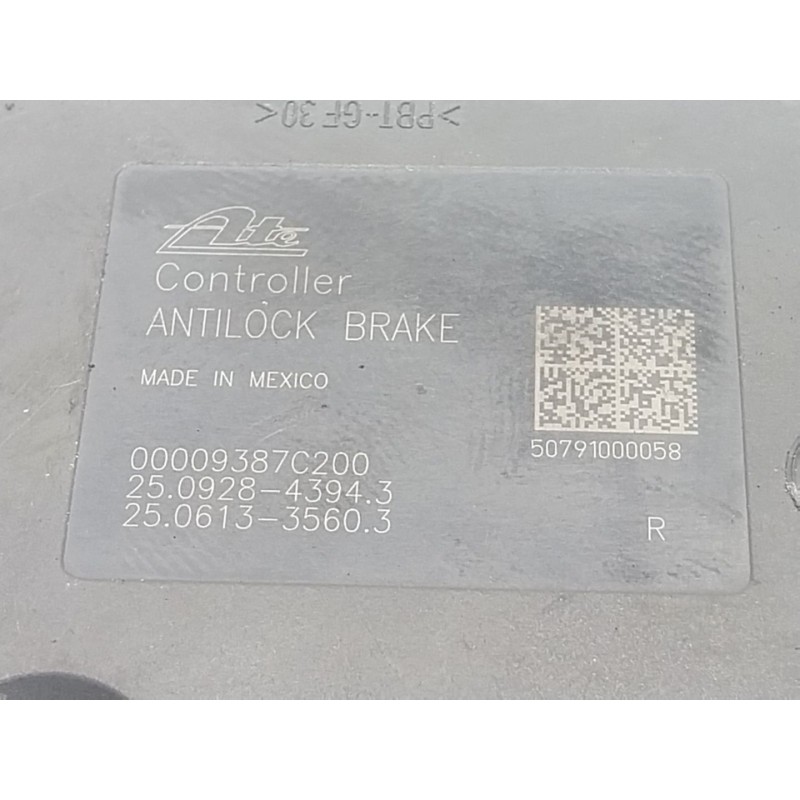 >PBT-GF30<
Ate
Controller
ANTILOCK BRAKE
MADE IN MEXICO
50791000058
00009387C200
25.0928-4394.3
25.0613-3560.3
R